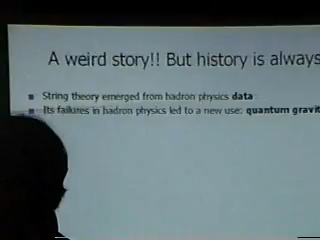 A weird story!! But history is always
String theory emerged from hadron physics data
Its failures in hadron physics led to a new use: quantum gravit